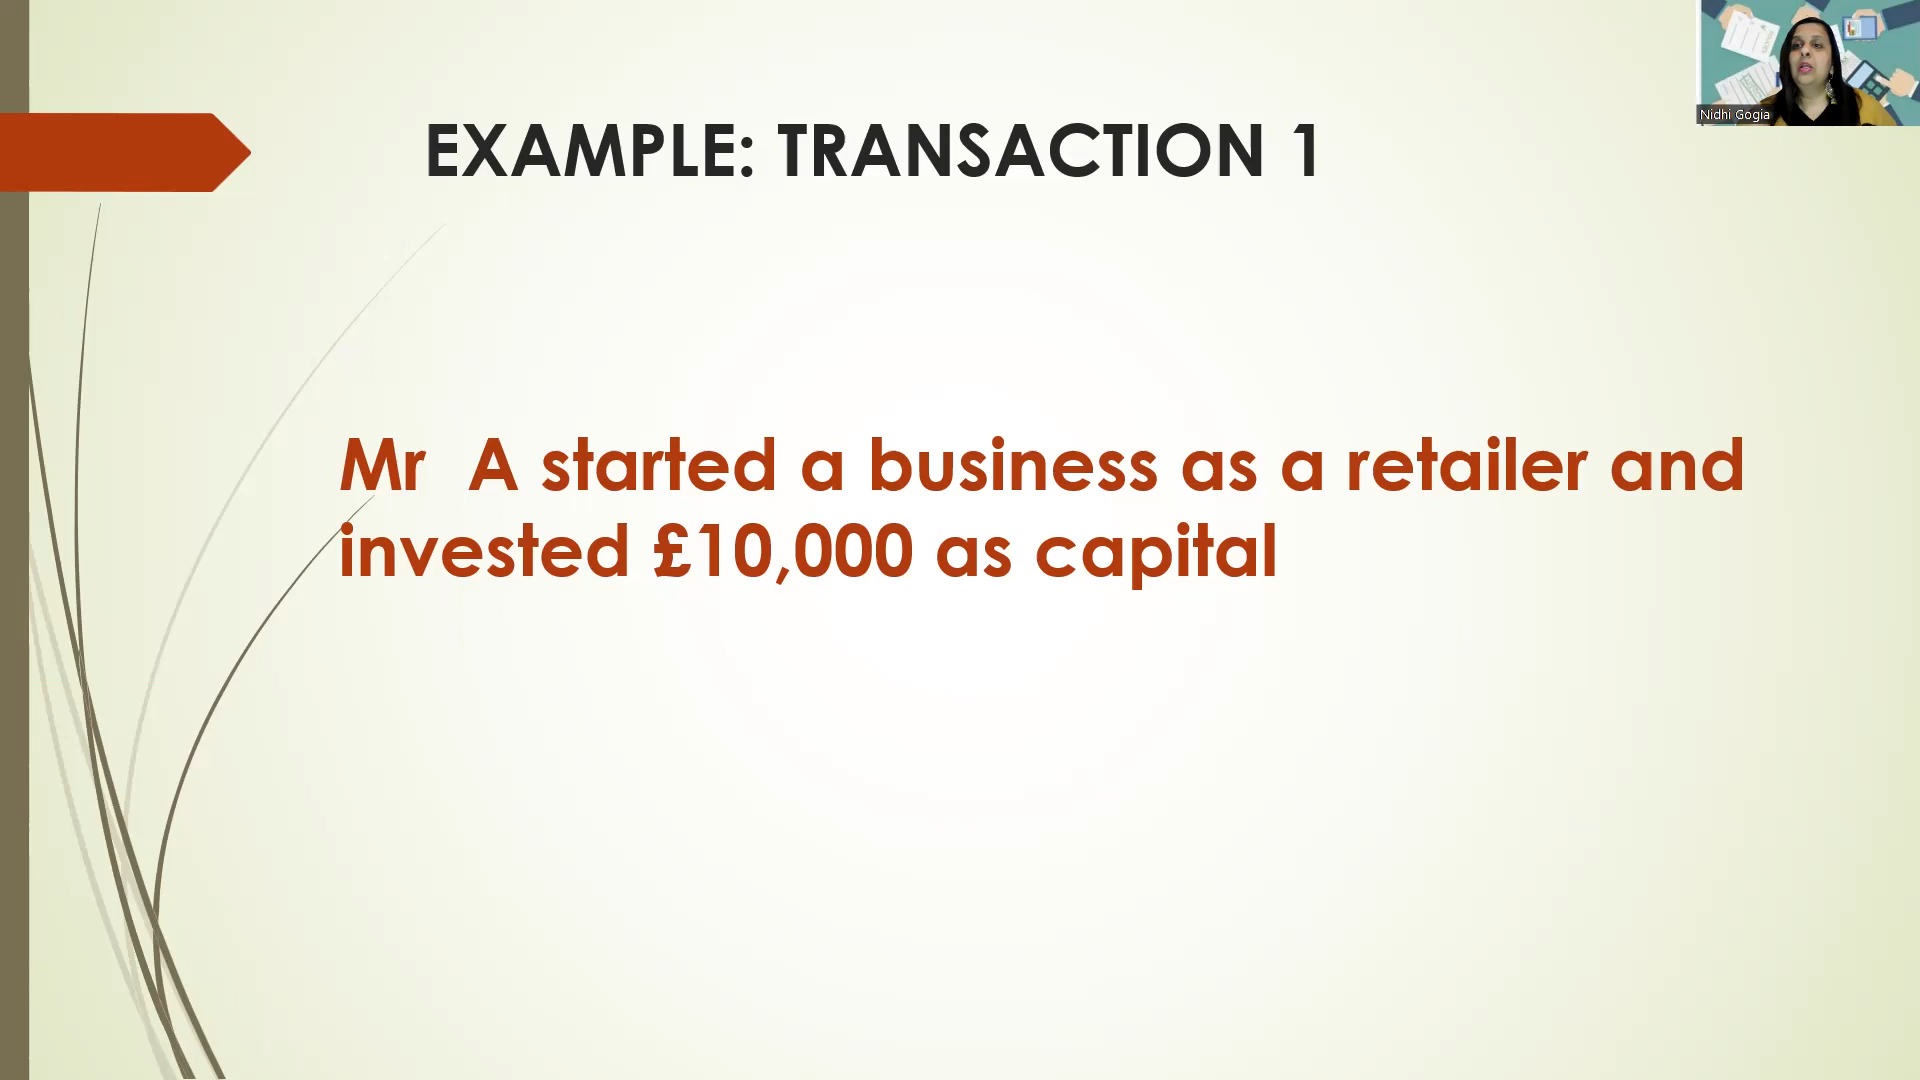 EXAMPLE: TRANSACTION 1
Mr A started a business as a retailer and
invested £10,000 as capital
Nidhi Gogia